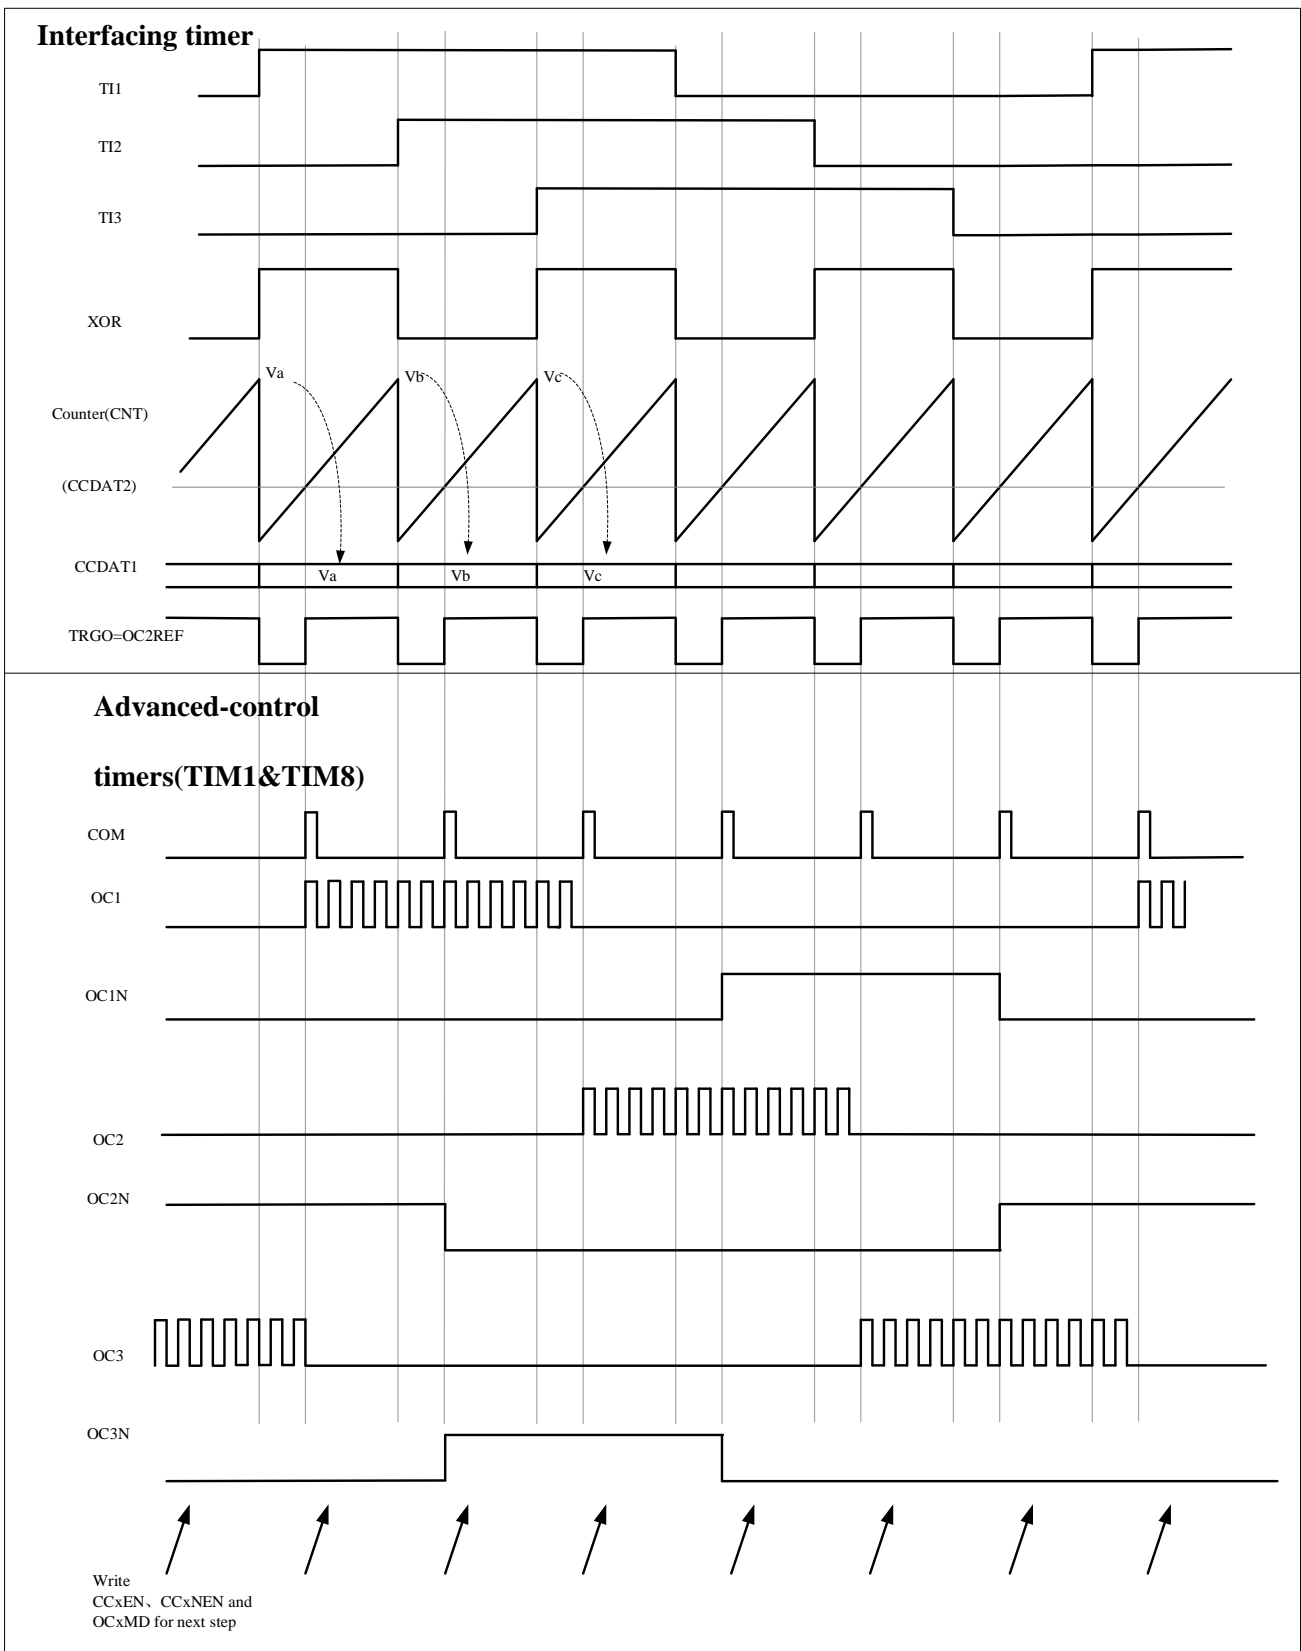 Interfacing timer
TI1
TI2
TI3
XOR
Va
Vb
Vc
Counter(CNT)
(CCDAT2)
CCDAT1
Va
Vb
Vc
TRGO=OC2REF
Advanced-control
timers(TIM1&TIM8)
COM
OC1
OC1N
OC2
OC2N
OC3
OC3N
Write
CCxEN、CCxNEN and
OCxMD for next step